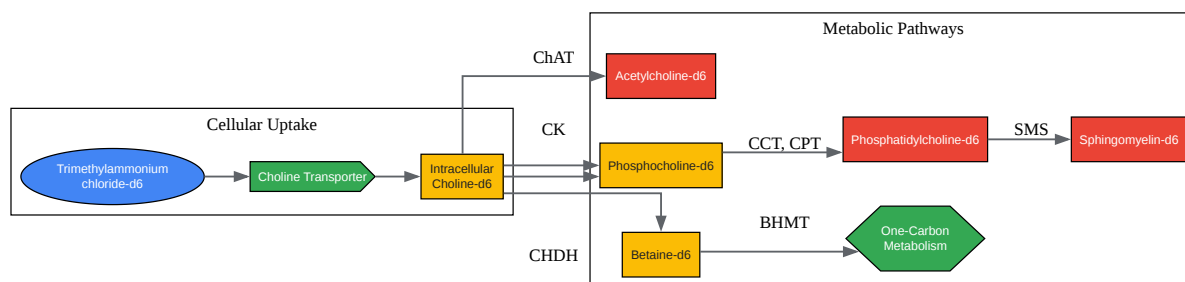 Metabolic Pathways
ChAT
Acetylcholine-d6
Cellular Uptake
CK
Trimethylammonium
chloride-d6
Choline Transporter
Intracellular
Choline-d6
Phosphocholine-d6
CCT, CPT
Phosphatidylcholine-d6
SMS
Sphingomyelin-d6
CHDH
Betaine-d6
BHMT
One-Carbon
Metabolism